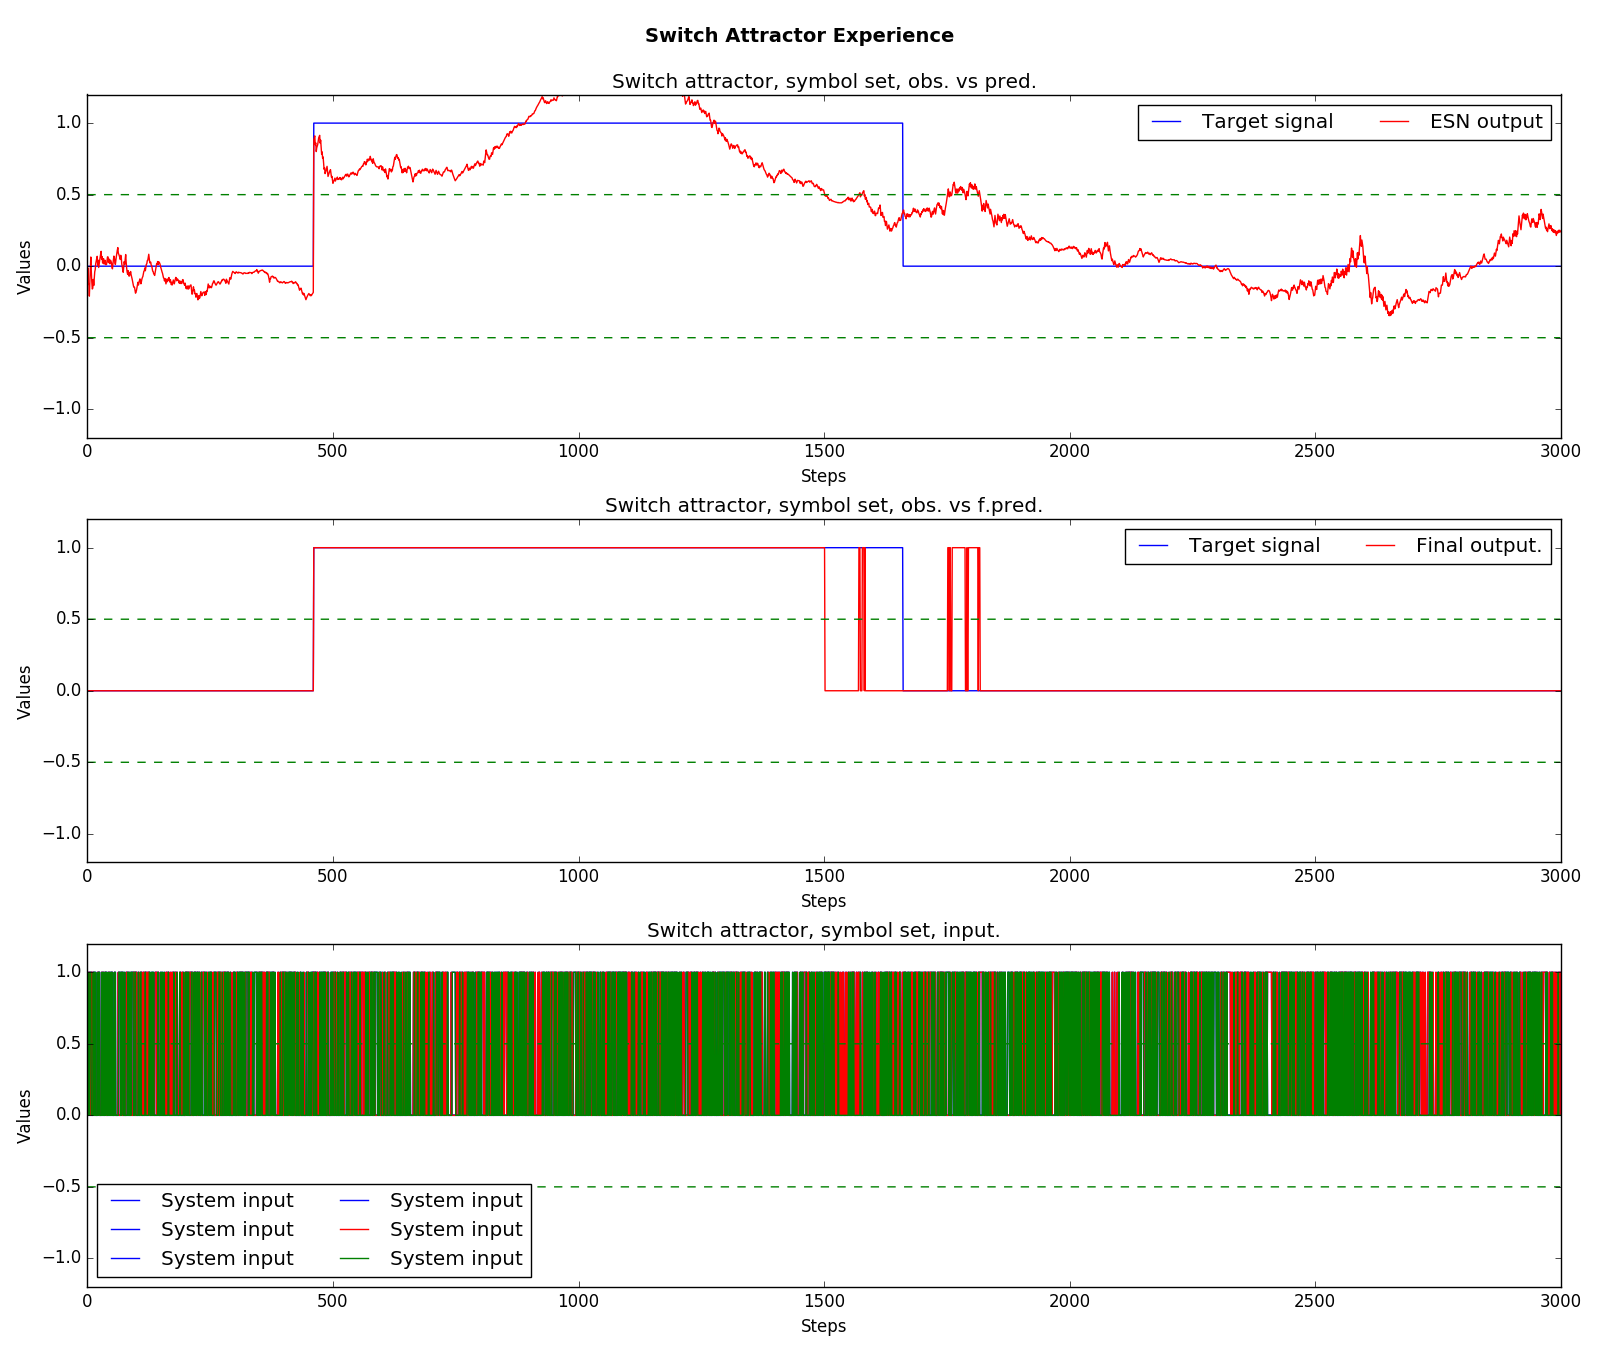 Switch Attractor Experience
Switch attractor, symbol set, obs. vs pred.
Target signal ESN output
1.0
0.5
0.0
−0.5
−1.0
Values
0 500 1000 1500 2000 2500 3000
Steps
Switch attractor, symbol set, obs. vs f.pred.
Target signal Final output.
1.0
0.5
0.0
−0.5
−1.0
Values
0 500 1000 1500 2000 2500 3000
Steps
Switch attractor, symbol set, input.
1.0
0.5
0.0
−0.5
−1.0
Values
System input System input
System input System input
System input System input
0 500 1000 1500 2000 2500 3000
Steps